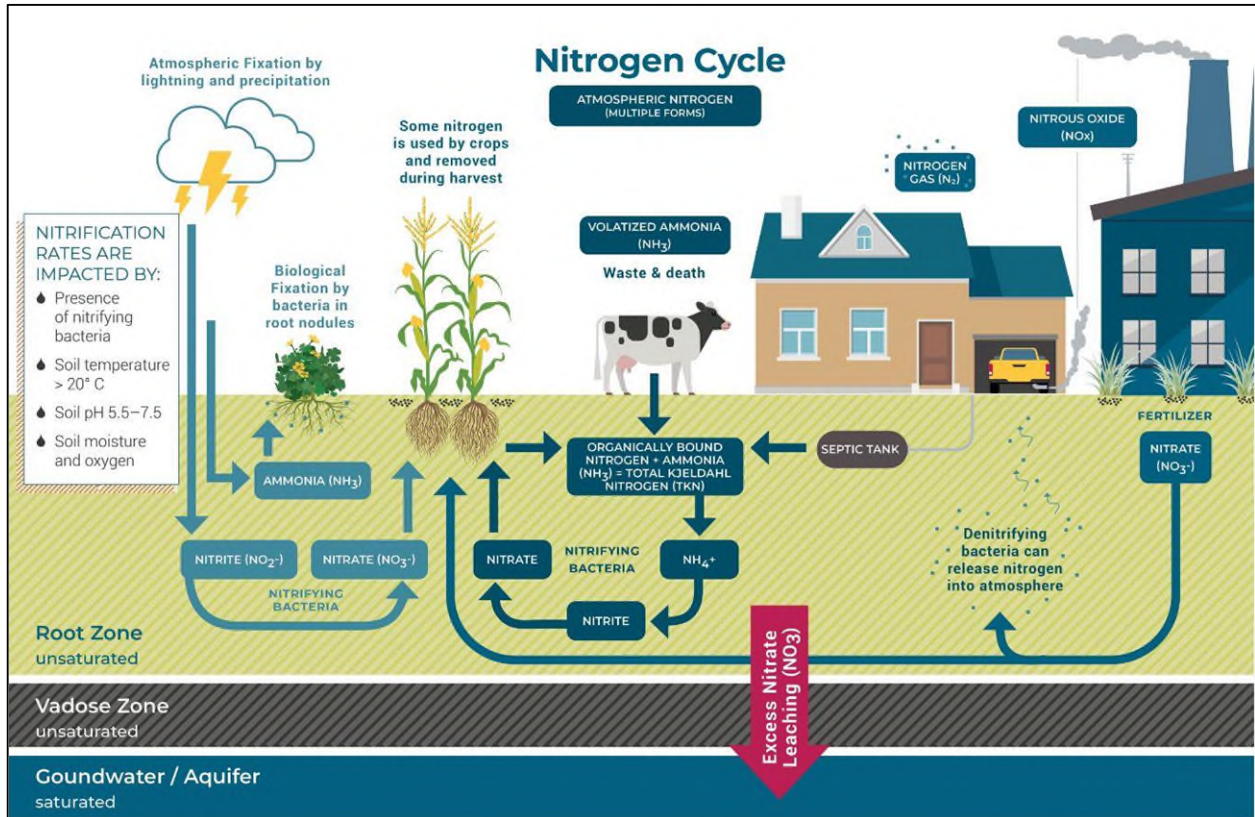 Nitrogen Cycle
ATMOSPHERIC NITROGEN
(MULTIPLE FORMS)
Atmospheric Fixation by
lightning and precipitation
Some nitrogen
is used by crops
and removed
during harvest
NITROUS OXIDE
(NOx)
NITROGEN
GAS (N₂)
VOLATIZED AMMONIA
(NH₃)
Waste & death
NITRIFICATION
RATES ARE
IMPACTED BY:
Presence
of nitrifying
bacteria
Soil temperature
> 20° C
Soil pH 5.5–7.5
Soil moisture
and oxygen
Biological
Fixation by
bacteria in
root nodules
AMMONIA (NH₃)
NITRITE (NO₂-)
NITRATE (NO₃-)
NITRIFYING
BACTERIA
ORGANICALLY BOUND
NITROGEN + AMMONIA
(NH₃) = TOTAL KJELDAHL
NITROGEN (TKN)
SEPTIC TANK
FERTILIZER
NITRATE
(NO₃-)
NITRATE
NITRIFYING
BACTERIA
NH₄+
NITRITE
Denitrifying
bacteria can
release nitrogen
into atmosphere
Excess Nitrate
Leaching (NO3)
Root Zone
unsaturated
Vadose Zone
unsaturated
Goundwater / Aquifer
saturated